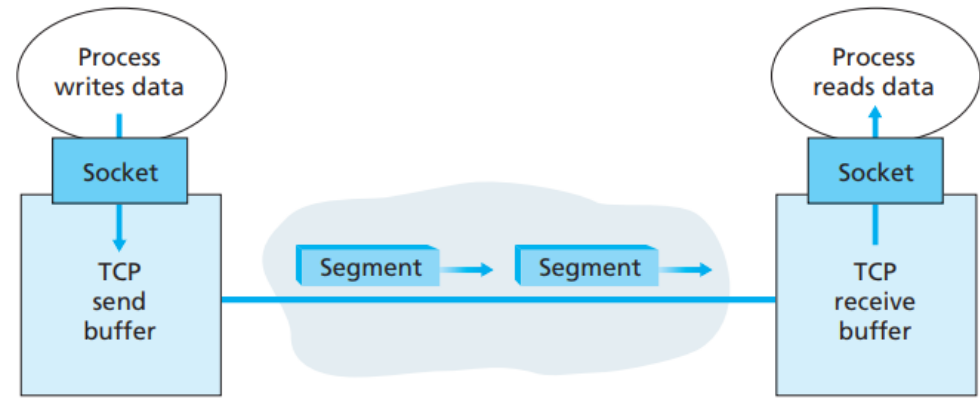 Process
writes data
Process
reads data
Socket
Socket
Segment
Segment
TCP
send
buffer
TCP
receive
buffer